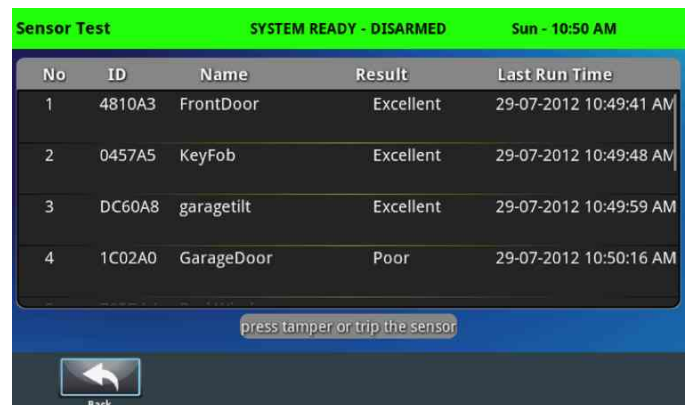 Sensor Test SYSTEM READY - DISARMED Sun - 10:50 AM
No ID Name Result Last Run Time
1 4810A3 FrontDoor Excellent 29-07-2012 10:49:41 AM
2 0457A5 KeyFob Excellent 29-07-2012 10:49:48 AM
3 DC60A8 garagetilt Excellent 29-07-2012 10:49:59 AM
4 1C02A0 GarageDoor Poor 29-07-2012 10:50:16 AM
press tamper or trip the sensor
Back